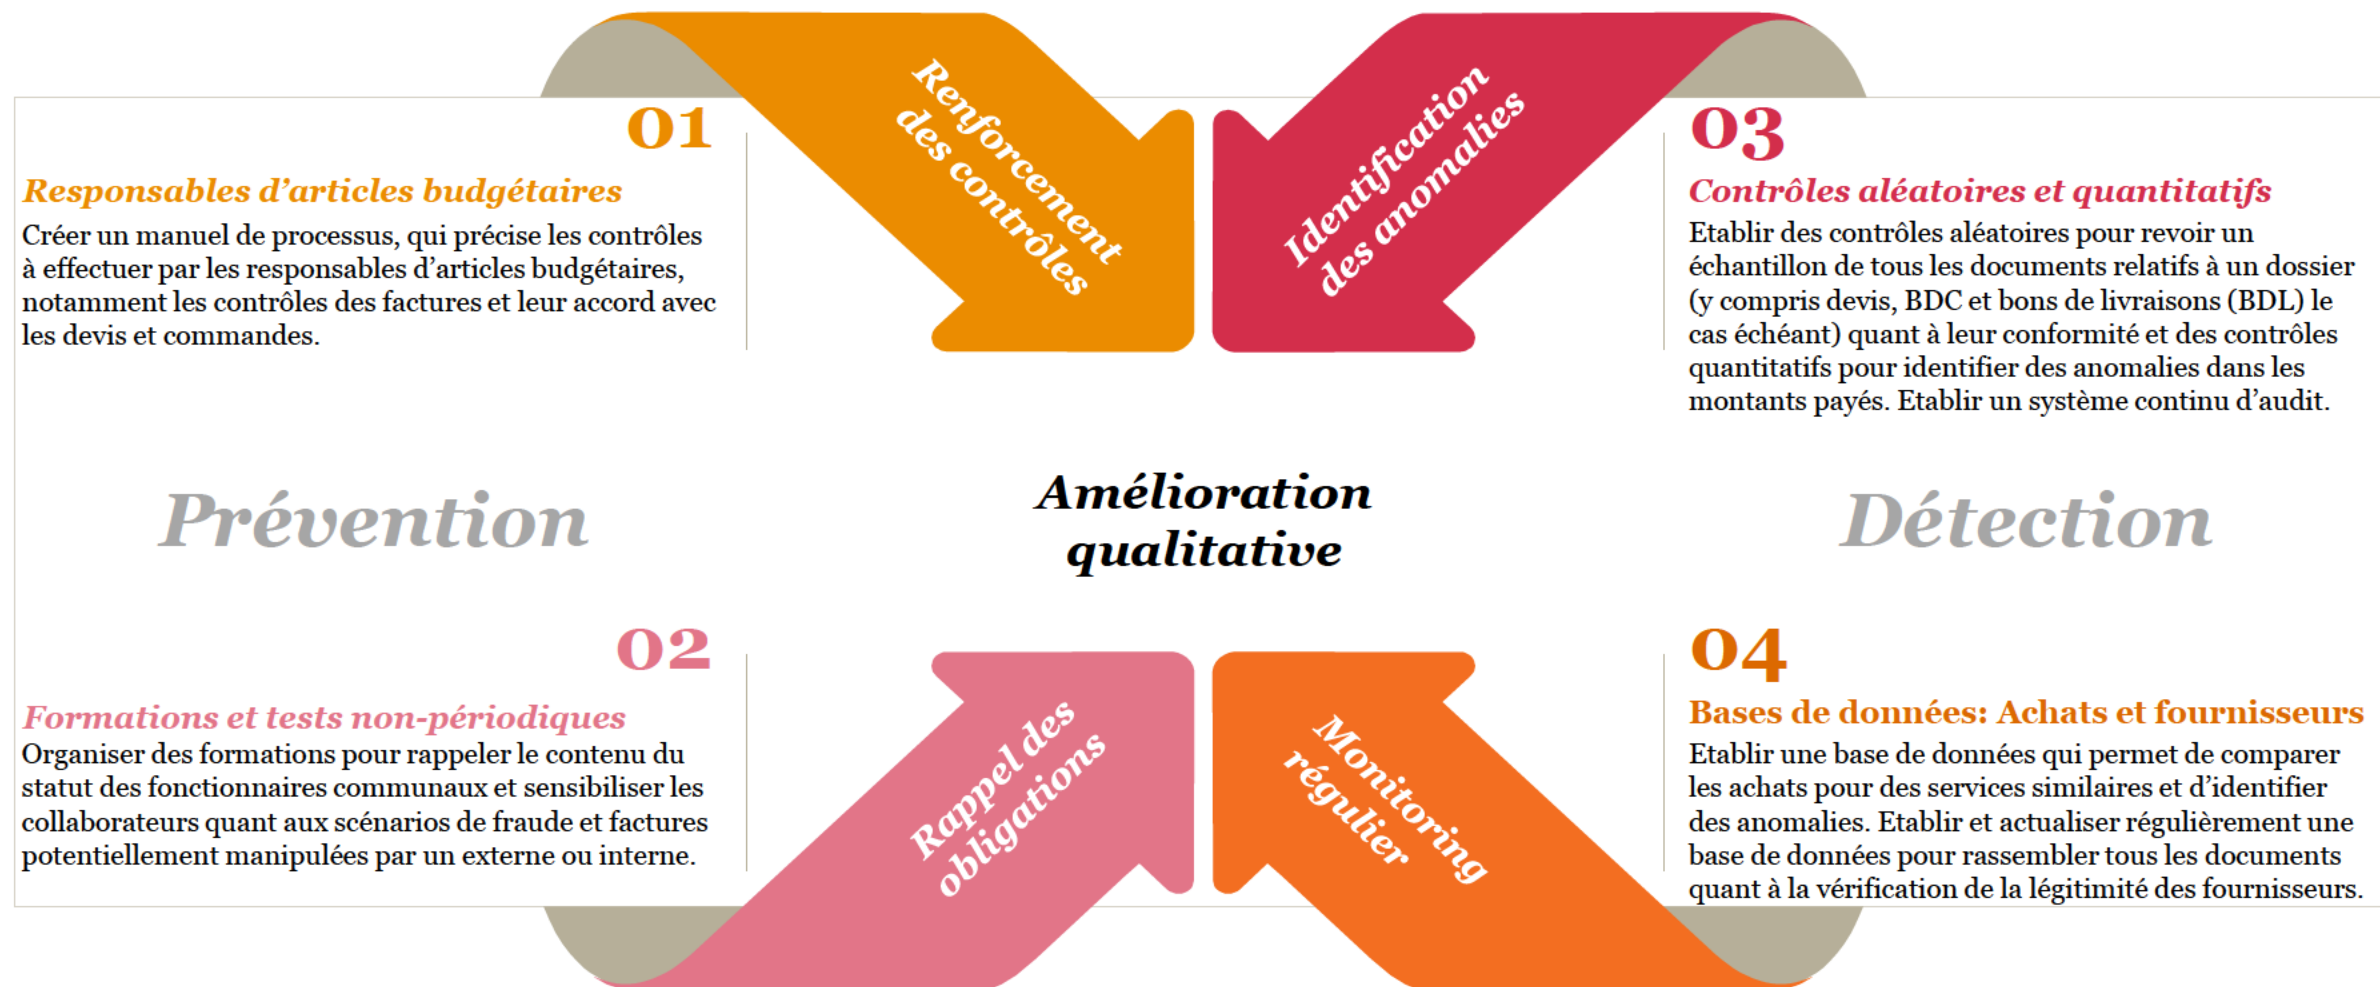 01
Responsables d’articles budgétaires
Créer un manuel de processus, qui précise les contrôles
à effectuer par les responsables d’articles budgétaires,
notamment les contrôles des factures et leur accord avec
les devis et commandes.
Renforcement
des contrôles
Identification
des anomalies
03
Contrôles aléatoires et quantitatifs
Etablir des contrôles aléatoires pour revoir un
échantillon de tous les documents relatifs à un dossier
(y compris devis, BDC et bons de livraisons (BDL) le
cas échéant) quant à leur conformité et des contrôles
quantitatifs pour identifier des anomalies dans les
montants payés. Etablir un système continu d’audit.
Prévention
Amélioration
qualitative
Détection
02
Formations et tests non-périodiques
Organiser des formations pour rappeler le contenu du
statut des fonctionnaires communaux et sensibiliser les
collaborateurs quant aux scénarios de fraude et factures
potentiellement manipulées par un externe ou interne.
Rappel des
obligations
Monitoring
régulier
04
Bases de données: Achats et fournisseurs
Etablir une base de données qui permet de comparer
les achats pour des services similaires et d’identifier
des anomalies. Etablir et actualiser régulièrement une
base de données pour rassembler tous les documents
quant à la vérification de la légitimité des fournisseurs.